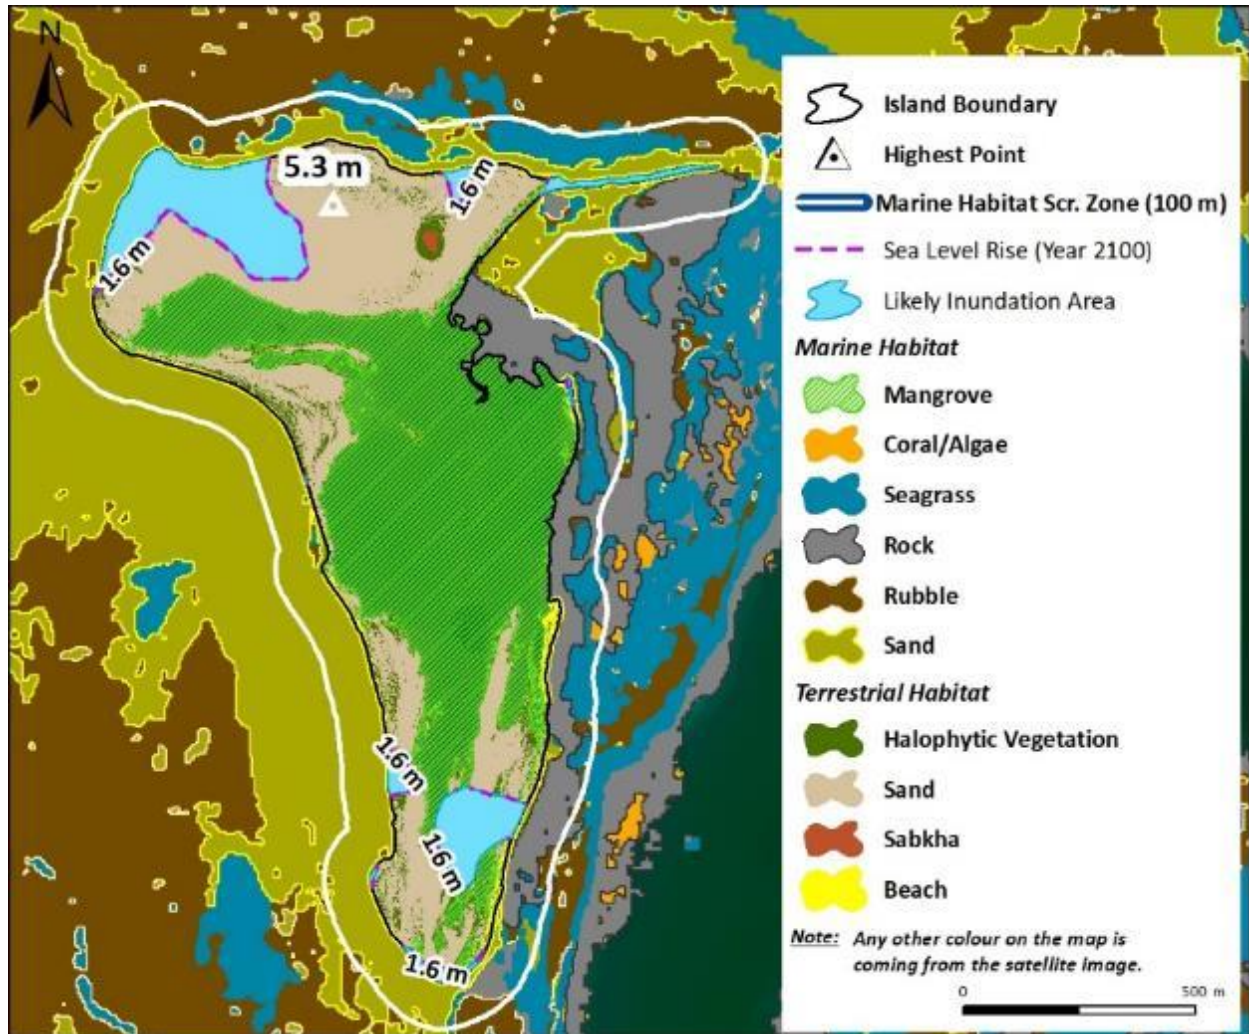 N
5.3 m
1.6 m
1.6 m
1.6 m
1.6 m
1.6 m
Island Boundary
Highest Point
Marine Habitat Scr. Zone (100 m)
Sea Level Rise (Year 2100)
Likely Inundation Area
Marine Habitat
Mangrove
Coral/Algae
Seagrass
Rock
Rubble
Sand
Terrestrial Habitat
Halophytic Vegetation
Sand
Sabkha
Beach
Note: Any other colour on the map is
coming from the satellite image.
0 500 m